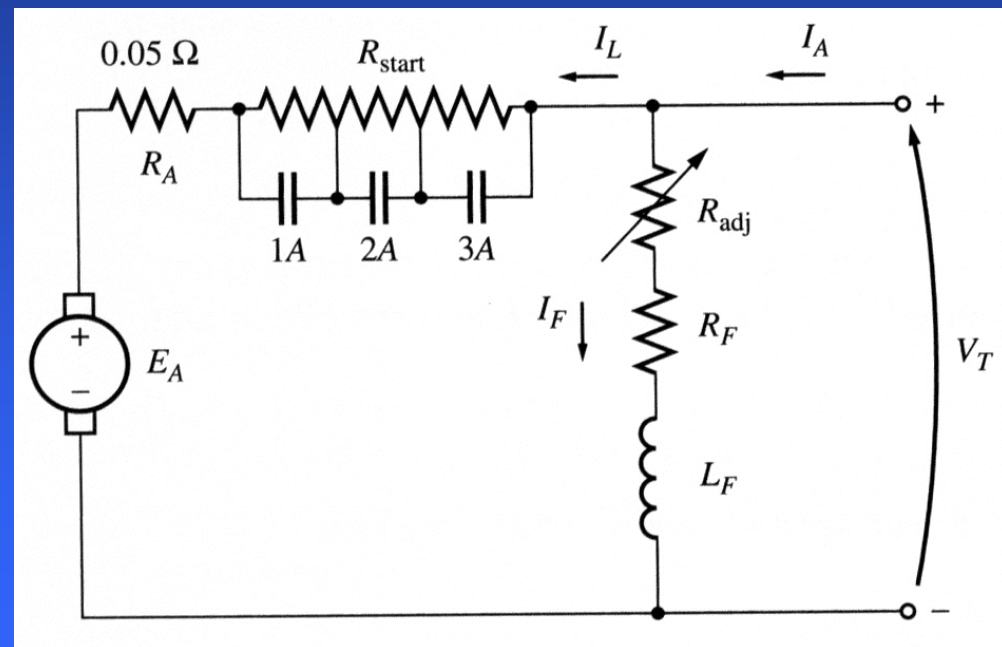 0.05 Ω
R_start
I_L
I_A
+
R_A
1A
2A
3A
R_adj
I_F
R_F
+
E_A
−
V_T
L_F
−